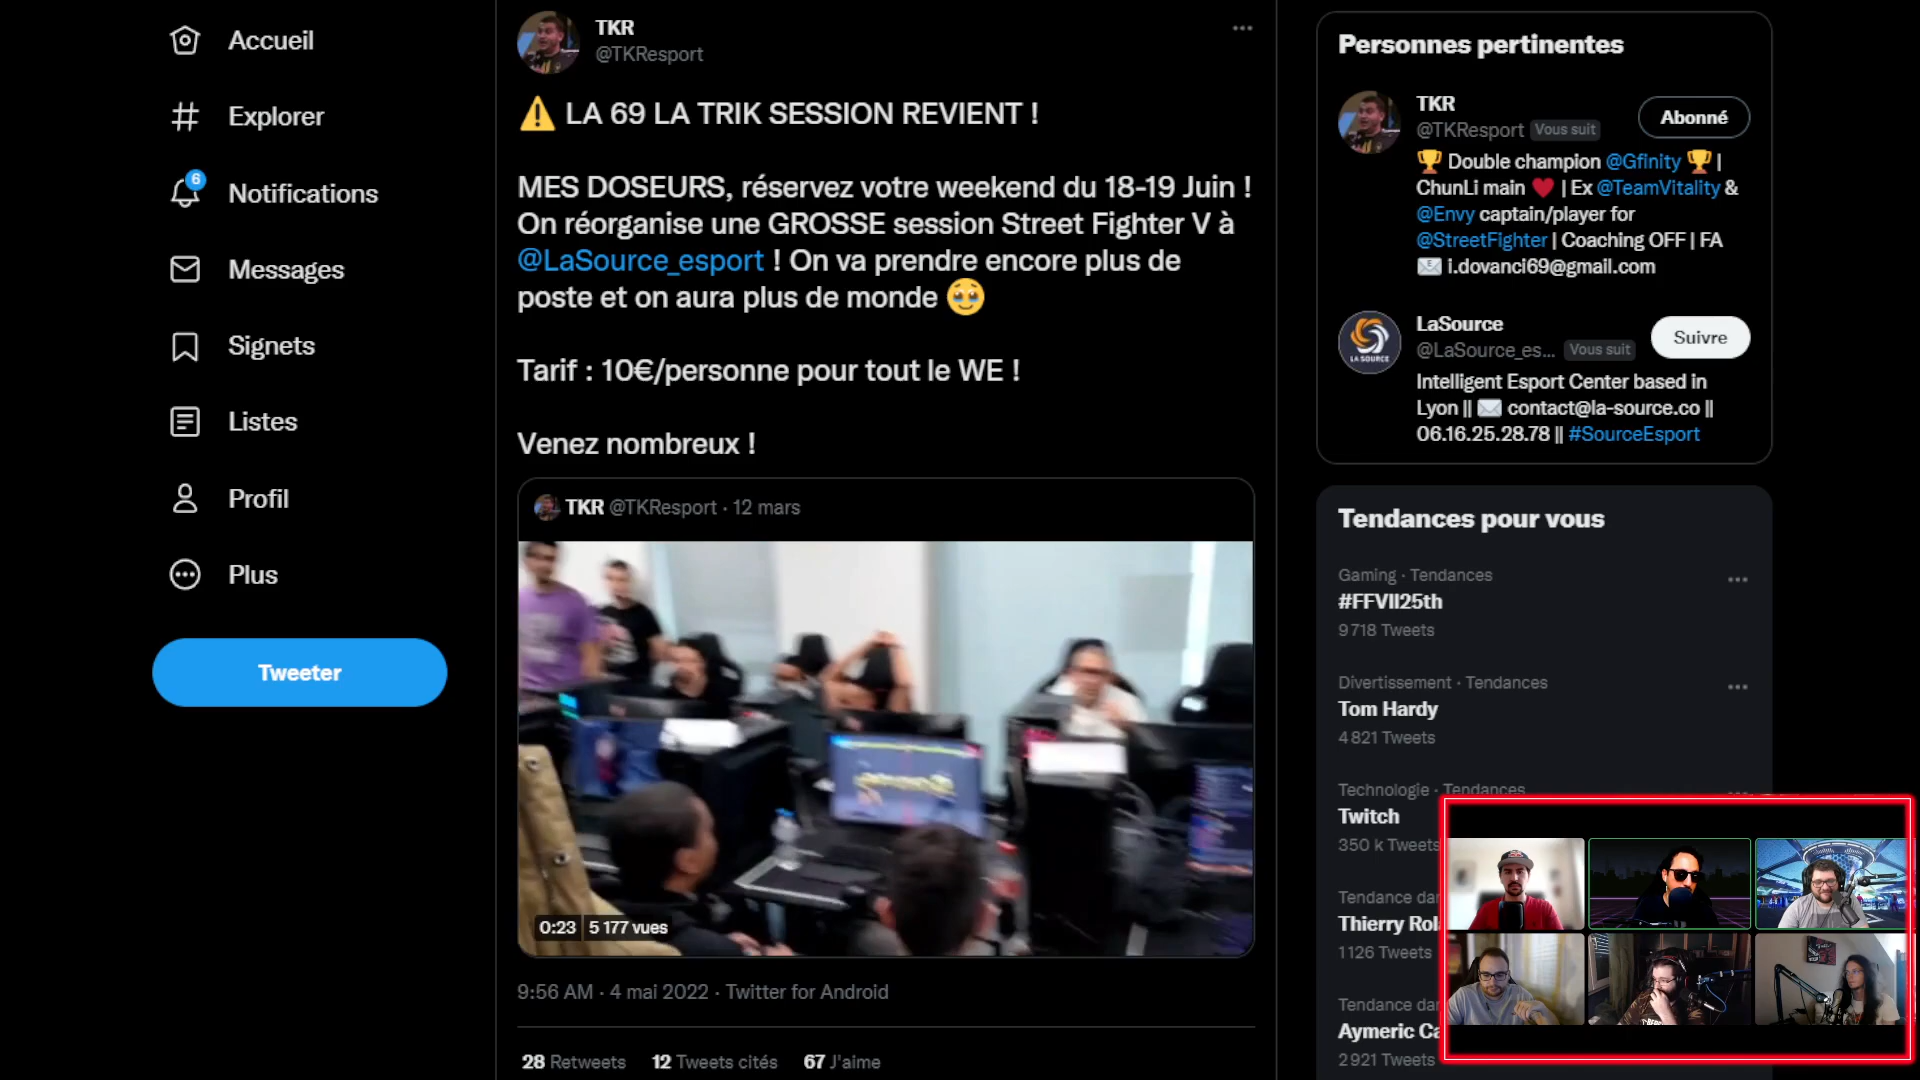 Accueil
Explorer
6
Notifications
Messages
Signets
Listes
Profil
Plus
Tweeter
TKR
@TKResport
LA 69 LA TRIK SESSION REVIENT !
MES DOSEURS, réservez votre weekend du 18-19 Juin !
On réorganise une GROSSE session Street Fighter V à
@LaSource_esport ! On va prendre encore plus de
poste et on aura plus de monde
Tarif : 10€/personne pour tout le WE !
Venez nombreux !
TKR @TKResport · 12 mars
0:23 5 177 vues
9:56 AM · 4 mai 2022 · Twitter for Android
28 Retweets 12 Tweets cités 67 J'aime
Personnes pertinentes
TKR
@TKResport Vous suit
Abonné
Double champion @Gfinity |
ChunLi main | Ex @TeamVitality &
@Envy captain/player for
@StreetFighter | Coaching OFF | FA
i.dovanci69@gmail.com
LA SOURCE
LaSource
@LaSource_es... Vous suit
Suivre
Intelligent Esport Center based in
Lyon || contact@la-source.co ||
06.16.25.28.78 || #SourceEsport
Tendances pour vous
Gaming · Tendances
#FFVII25th
9 718 Tweets
Divertissement · Tendances
Tom Hardy
4 821 Tweets
Technologie · Tendances
Twitch
350 k Tweets
Tendance da
Thierry Rol
1 126 Tweets
Tendance da
Aymeric Ca
2 921 Tweets